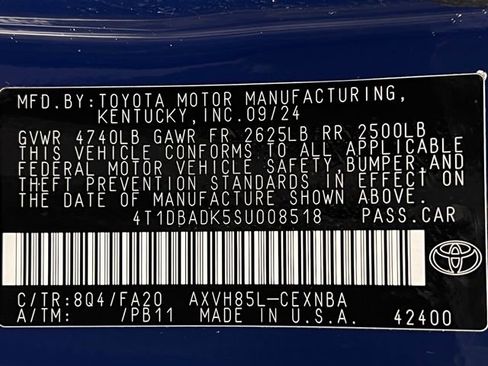 MFD.BY:TOYOTA MOTOR MANUFACTURING,
KENTUCKY,INC.09/24
GVWR 4740LB GAWR FR 2625LB RR 2500LB
THIS VEHICLE CONFORMS TO ALL APPLICABLE
FEDERAL MOTOR VEHICLE SAFETY,BUMPER,AND
THEFT PREVENTION STANDARDS IN EFFECT ON
THE DATE OF MANUFACTURE SHOWN ABOVE.
4T1DBADK5SU008518 PASS.CAR
C/TR:8Q4/FA20 AXVH85L-CEXNBA
A/TM: /PB11 MADE IN U.S.A. 42400